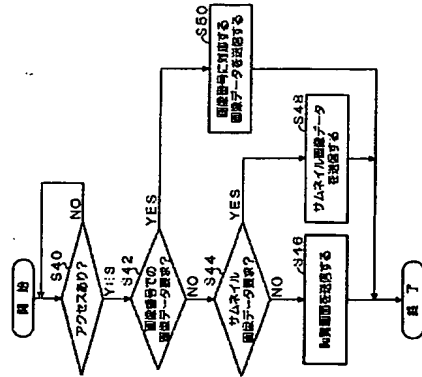 開始
S40
アクセスあり?
NO
YES
S42
画像番号での
画像データ要求?
YES
NO
S44
サムネイル
画像データ要求?
YES
NO
S46
初期画面を送信する
S48
サムネイル画像データ
を送信する
S50
画像番号に対応する
画像データを送信する
終了